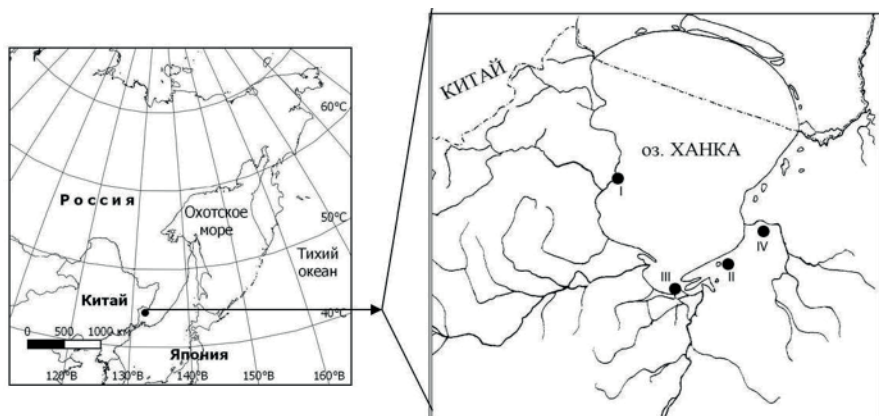 60°С
Россия
Охотское
море
50°С
Тихий
океан
Китай
0 500 1000 км
40°С
Япония
120°В 130°В 140°В 150°В 160°В
КИТАЙ
оз. ХАНКА
I
IV
II
III